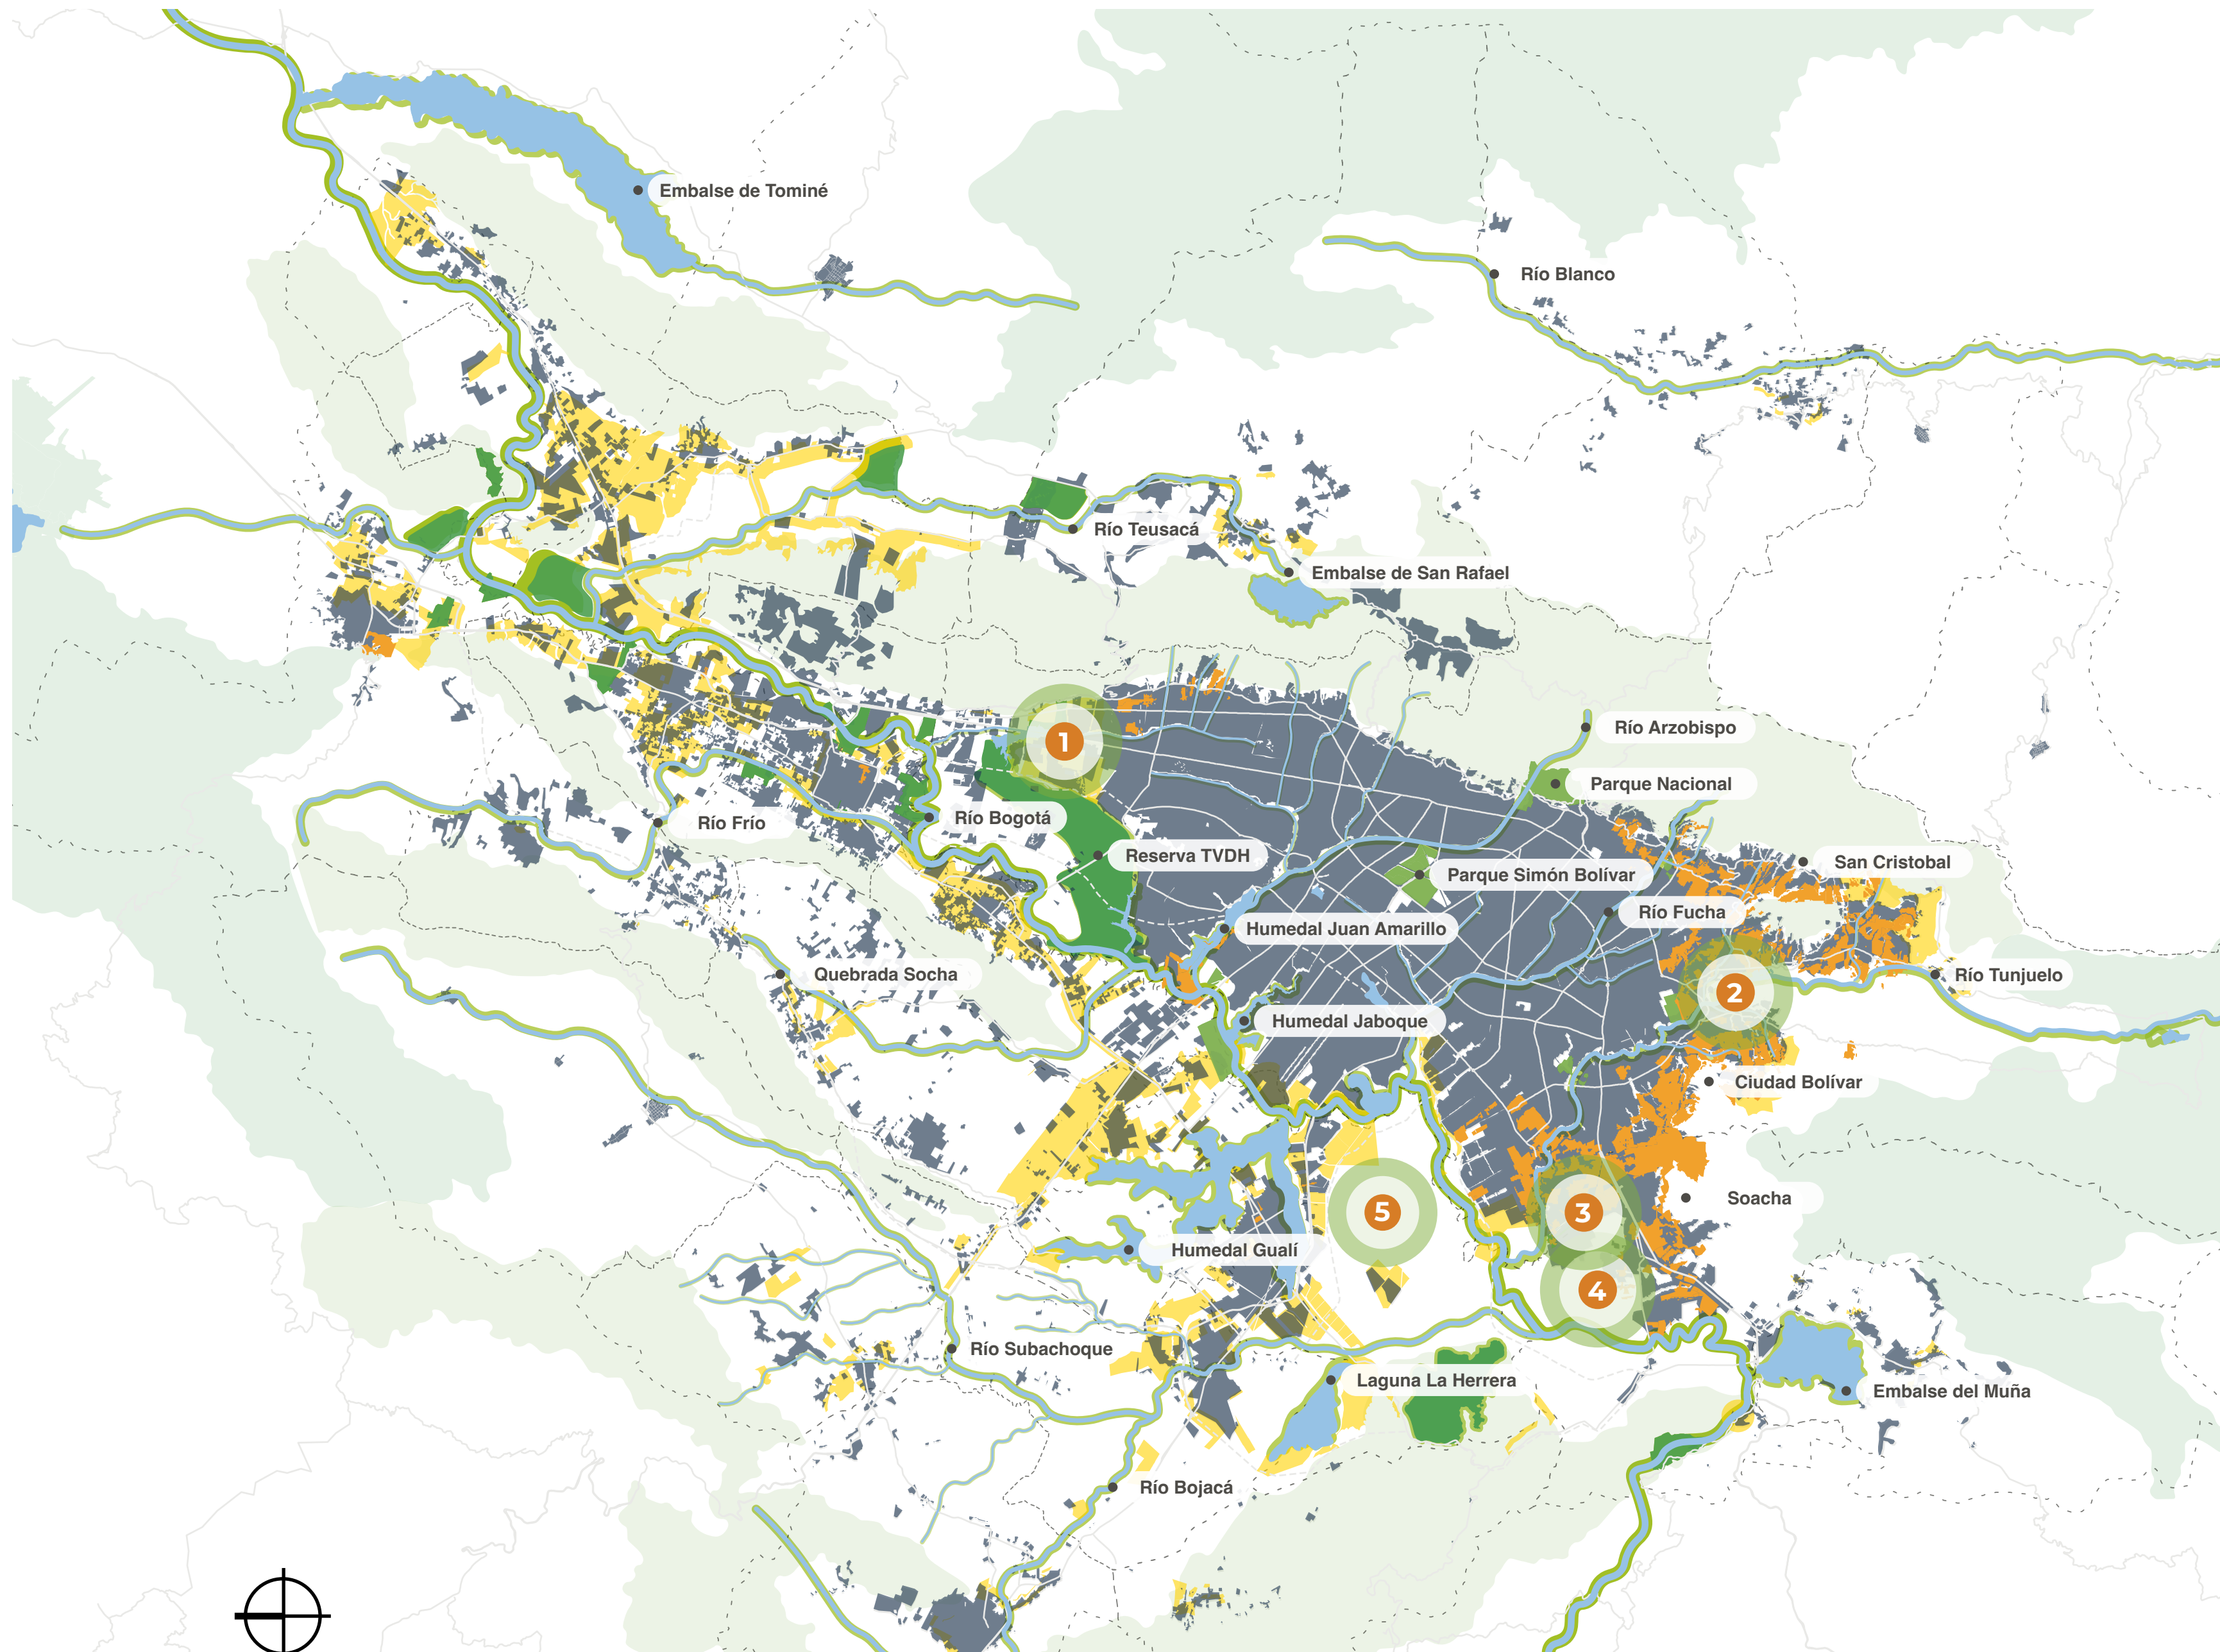 Embalse de Tominé
Río Blanco
Río Teusacá
Embalse de San Rafael
Río Arzobispo
1
Parque Nacional
Río Frío
Río Bogotá
Reserva TVDH
San Cristobal
Parque Simón Bolívar
Río Fucha
Humedal Juan Amarillo
Quebrada Socha
Río Tunjuelo
2
Humedal Jaboque
Ciudad Bolívar
Soacha
5
3
Humedal Gualí
4
Río Subachoque
Laguna La Herrera
Embalse del Muña
Río Bojacá